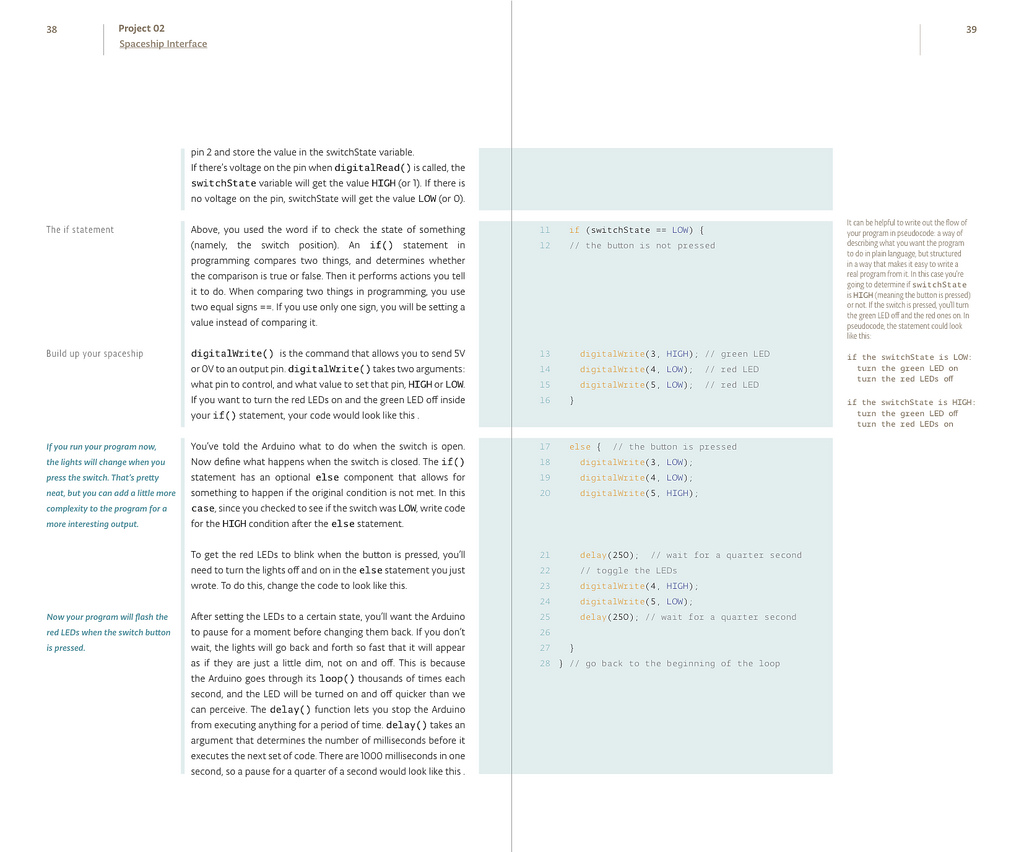 38
Project 02
Spaceship Interface
39
pin 2 and store the value in the switchState variable.
If there's voltage on the pin when digitalRead() is called, the
switchState variable will get the value HIGH (or 1). If there is
no voltage on the pin, switchState will get the value LOW (or 0).
The if statement
Above, you used the word if to check the state of something
(namely, the switch position). An if() statement in
programming compares two things, and determines whether
the comparison is true or false. Then it performs actions you tell
it to do. When comparing two things in programming, you use
two equal signs ==. If you use only one sign, you will be setting a
value instead of comparing it.
Build up your spaceship
digitalWrite() is the command that allows you to send 5V
or 0V to an output pin. digitalWrite() takes two arguments:
what pin to control, and what value to set that pin, HIGH or LOW.
If you want to turn the red LEDs on and the green LED off inside
your if() statement, your code would look like this .
If you run your program now,
the lights will change when you
press the switch. That's pretty
neat, but you can add a little more
complexity to the program for a
more interesting output.
You've told the Arduino what to do when the switch is open.
Now define what happens when the switch is closed. The if()
statement has an optional else component that allows for
something to happen if the original condition is not met. In this
case, since you checked to see if the switch was LOW, write code
for the HIGH condition after the else statement.
To get the red LEDs to blink when the button is pressed, you'll
need to turn the lights off and on in the else statement you just
wrote. To do this, change the code to look like this.
Now your program will flash the
red LEDs when the switch button
is pressed.
After setting the LEDs to a certain state, you'll want the Arduino
to pause for a moment before changing them back. If you don't
wait, the lights will go back and forth so fast that it will appear
as if they are just a little dim, not on and off. This is because
the Arduino goes through its loop() thousands of times each
second, and the LED will be turned on and off quicker than we
can perceive. The delay() function lets you stop the Arduino
from executing anything for a period of time. delay() takes an
argument that determines the number of milliseconds before it
executes the next set of code. There are 1000 milliseconds in one
second, so a pause for a quarter of a second would look like this .
11 if (switchState == LOW) {
12 // the button is not pressed
13 digitalWrite(3, HIGH); // green LED
14 digitalWrite(4, LOW); // red LED
15 digitalWrite(5, LOW); // red LED
16 }
17 else { // the button is pressed
18 digitalWrite(3, LOW);
19 digitalWrite(4, LOW);
20 digitalWrite(5, HIGH);
21 delay(250); // wait for a quarter second
22 // toggle the LEDs
23 digitalWrite(4, HIGH);
24 digitalWrite(5, LOW);
25 delay(250); // wait for a quarter second
26
27 }
28 } // go back to the beginning of the loop
It can be helpful to write out the flow of
your program in pseudocode: a way of
describing what you want the program
to do in plain language, but structured
in a way that makes it easy to write a
real program from it. In this case you're
going to determine if switchState
is HIGH (meaning the button is pressed)
or not. If the switch is pressed, you'll turn
the green LED off and the red ones on. In
pseudocode, the statement could look
like this:
if the switchState is LOW:
turn the green LED on
turn the red LEDs off
if the switchState is HIGH:
turn the green LED off
turn the red LEDs on